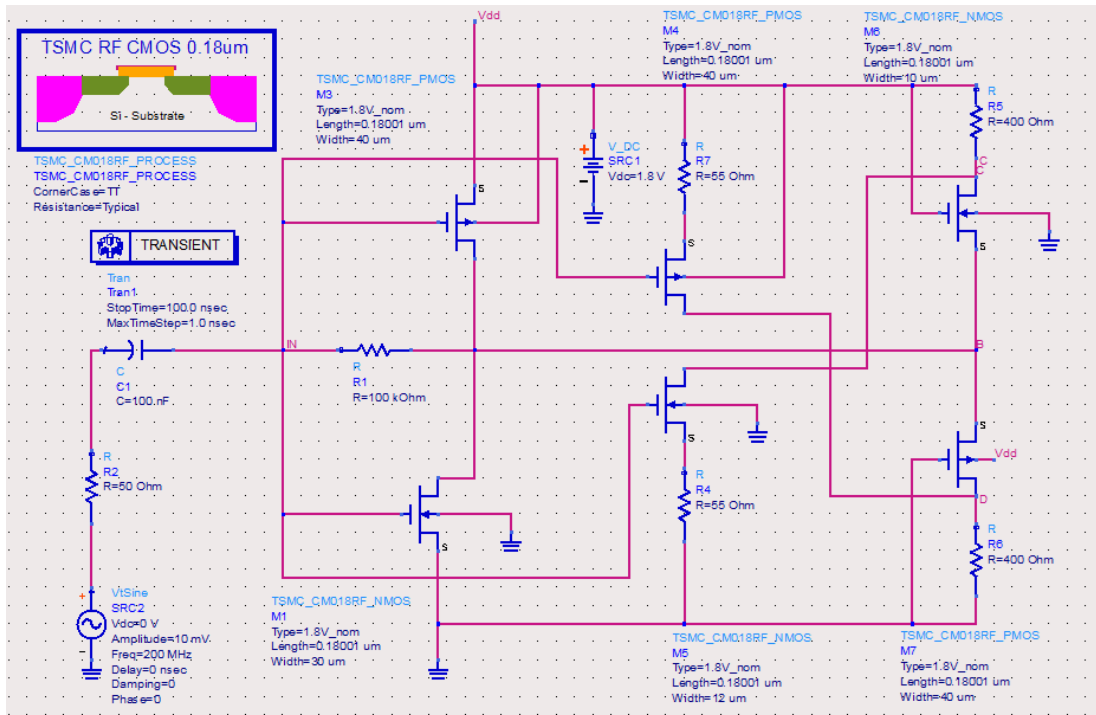 TSMC RF CMOS 0.18um
Si - Substrate
TSMC_CM018RF_PROCESS
TSMC_CM018RF_PROCESS
CornerCase=TT
Resistance=Typical
TRANSIENT
Tran
Tran1
StopTime=100.0 nsec
MaxTimeStep=1.0 nsec
C
C1
C=100 nF
R
R2
R=50 Ohm
VtSine
SRC2
Vdc=0 V
Amplitude=10 mV
Freq=200 MHz
Delay=0 nsec
Damping=0
Phase=0
IN
R
R1
R=100 kOhm
TSMC_CM018RF_PMOS
M3
Type=1.8V_nom
Length=0.18001 um
Width=40 um
S
Vdd
TSMC_CM018RF_NMOS
M1
Type=1.8V_nom
Length=0.18001 um
Width=30 um
S
V_DC
SRC1
Vdc=1.8 V
+
-
TSMC_CM018RF_PMOS
M4
Type=1.8V_nom
Length=0.18001 um
Width=40 um
R
R7
R=55 Ohm
S
S
R
R4
R=55 Ohm
TSMC_CM018RF_NMOS
M5
Type=1.8V_nom
Length=0.18001 um
Width=12 um
TSMC_CM018RF_NMOS
M6
Type=1.8V_nom
Length=0.18001 um
Width=10 um
R
R5
R=400 Ohm
C
C
S
B
S
Vdd
D
R
R6
R=400 Ohm
TSMC_CM018RF_PMOS
M7
Type=1.8V_nom
Length=0.18001 um
Width=40 um